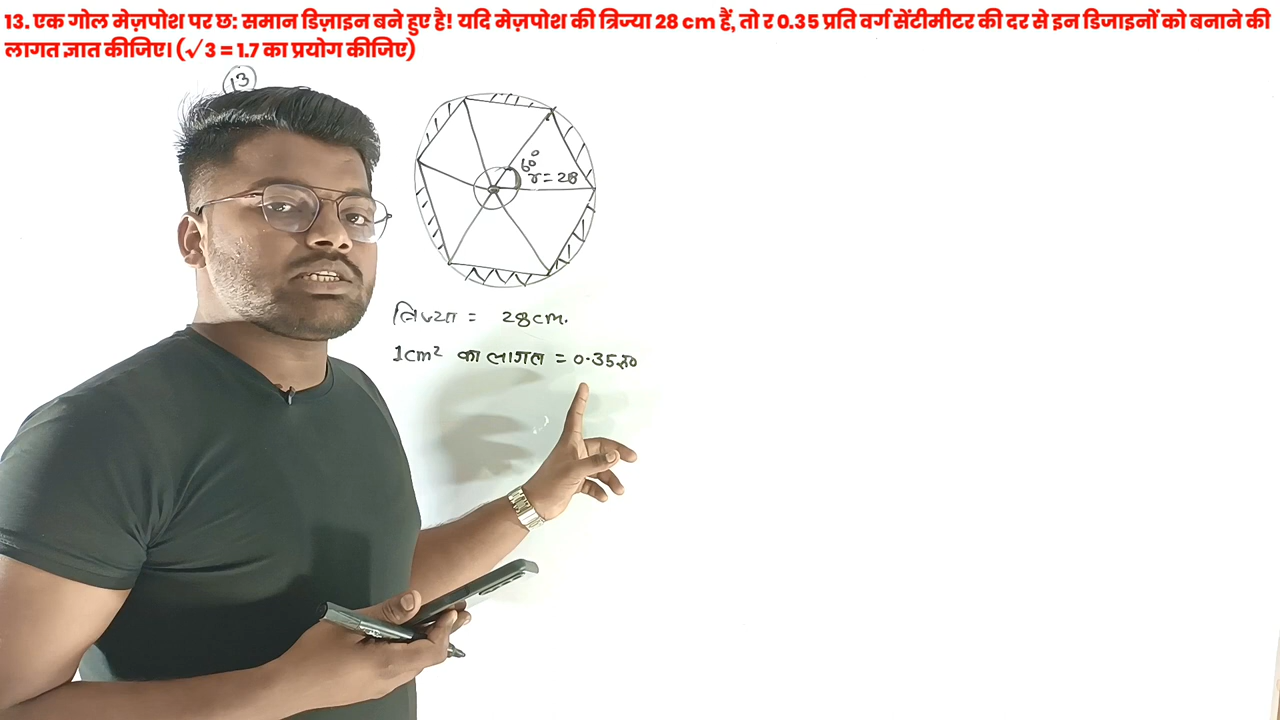 13. एक गोल मेज़पोश पर छ: समान डिज़ाइन बने हुए है! यदि मेज़पोश की त्रिज्या 28 cm हैं, तो र 0.35 प्रति वर्ग सेंटीमीटर की दर से इन डिजाइनों को बनाने की
लागत ज्ञात कीजिए। (√3 = 1.7 का प्रयोग कीजिए)
13
60°
r = 28
त्रिज्या = 28cm.
1cm² का लागत = 0.35रु०